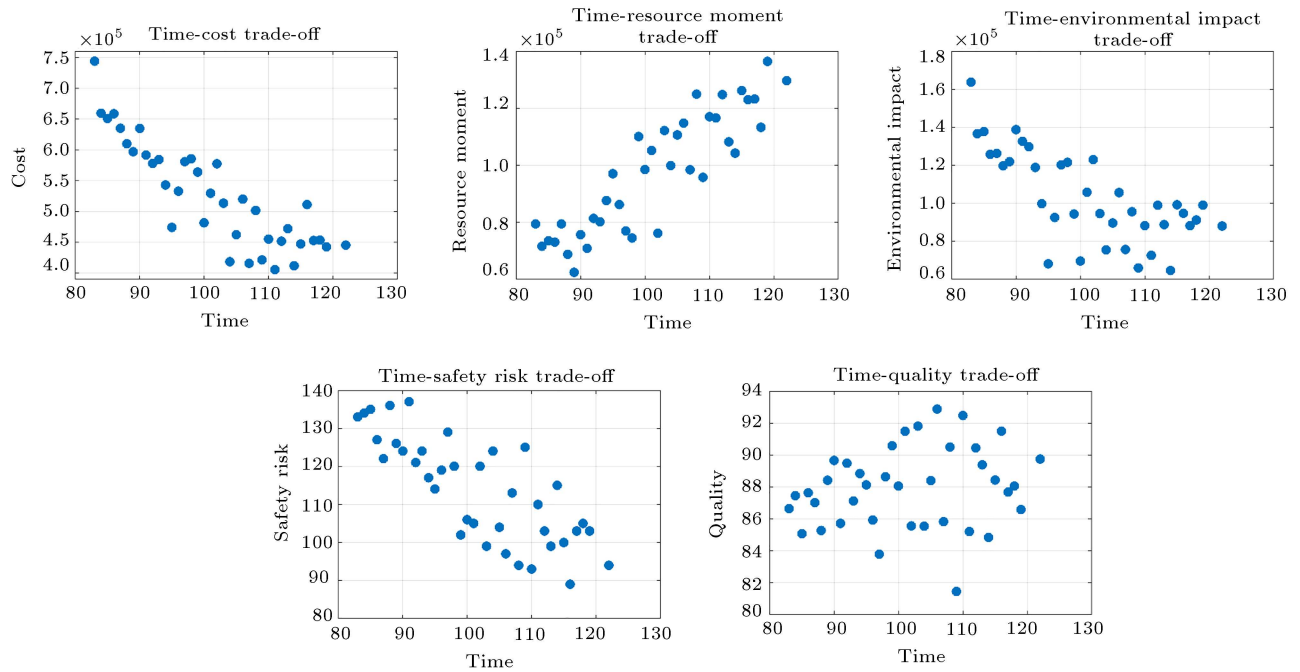 Time-cost trade-off
×10⁵
7.5
7.0
6.5
6.0
5.5
5.0
4.5
4.0
Cost
80 90 100 110 120 130
Time
Time-resource moment
trade-off
×10⁵
1.4
1.2
1.0
0.8
0.6
Resource moment
80 90 100 110 120 130
Time
Time-environmental impact
trade-off
×10⁵
1.8
1.6
1.4
1.2
1.0
0.8
0.6
Environmental impact
80 90 100 110 120 130
Time
Time-safety risk trade-off
140
130
120
110
100
90
80
Safety risk
80 90 100 110 120 130
Time
Time-quality trade-off
94
92
90
88
86
84
82
80
Quality
80 90 100 110 120 130
Time